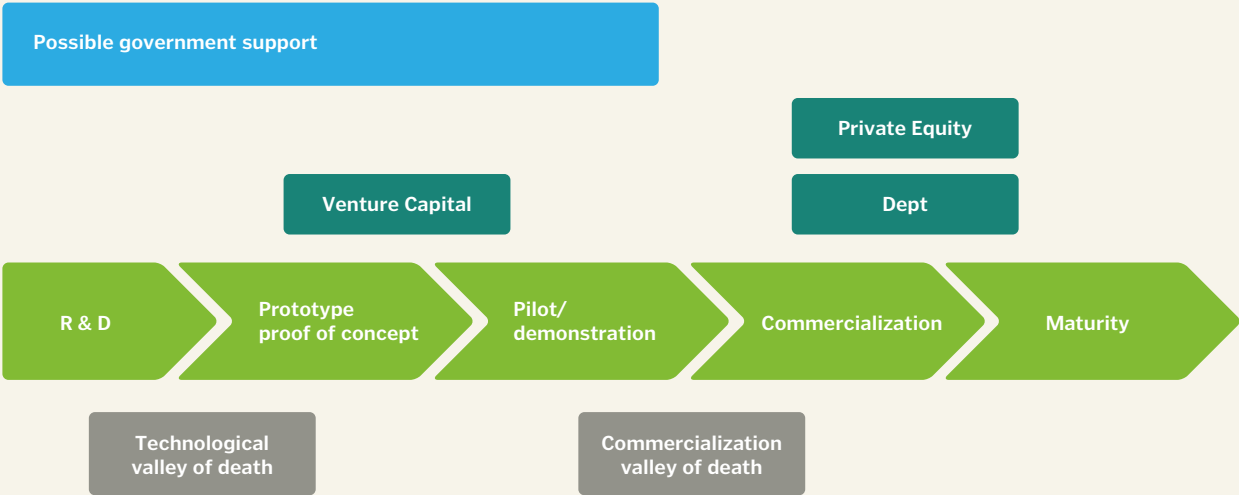 Possible government support
Private Equity
Venture Capital
Dept
R & D
Prototype
proof of concept
Pilot/
demonstration
Commercialization
Maturity
Technological
valley of death
Commercialization
valley of death